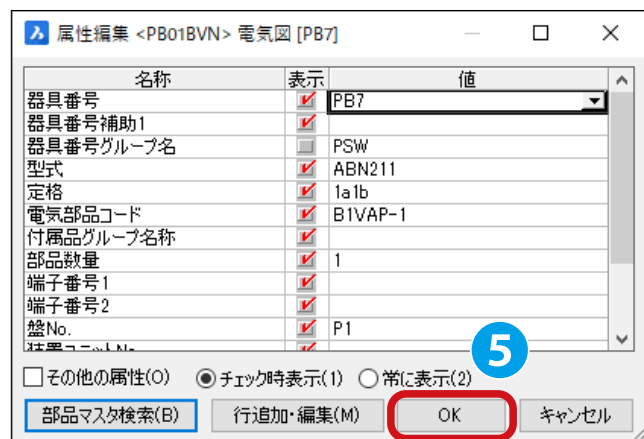 属性編集 <PB01BVN> 電気図 [PB7]
名称 表示 値
器具番号 PB7
器具番号補助1
器具番号グループ名 PSW
型式 ABN211
定格 1a1b
電気部品コード B1VAP-1
付属品グループ名称
部品数量 1
端子番号1
端子番号2
盤No. P1
5
その他の属性(O) チェック時表示(1) 常に表示(2)
部品マスタ検索(B) 行追加・編集(M) OK キャンセル